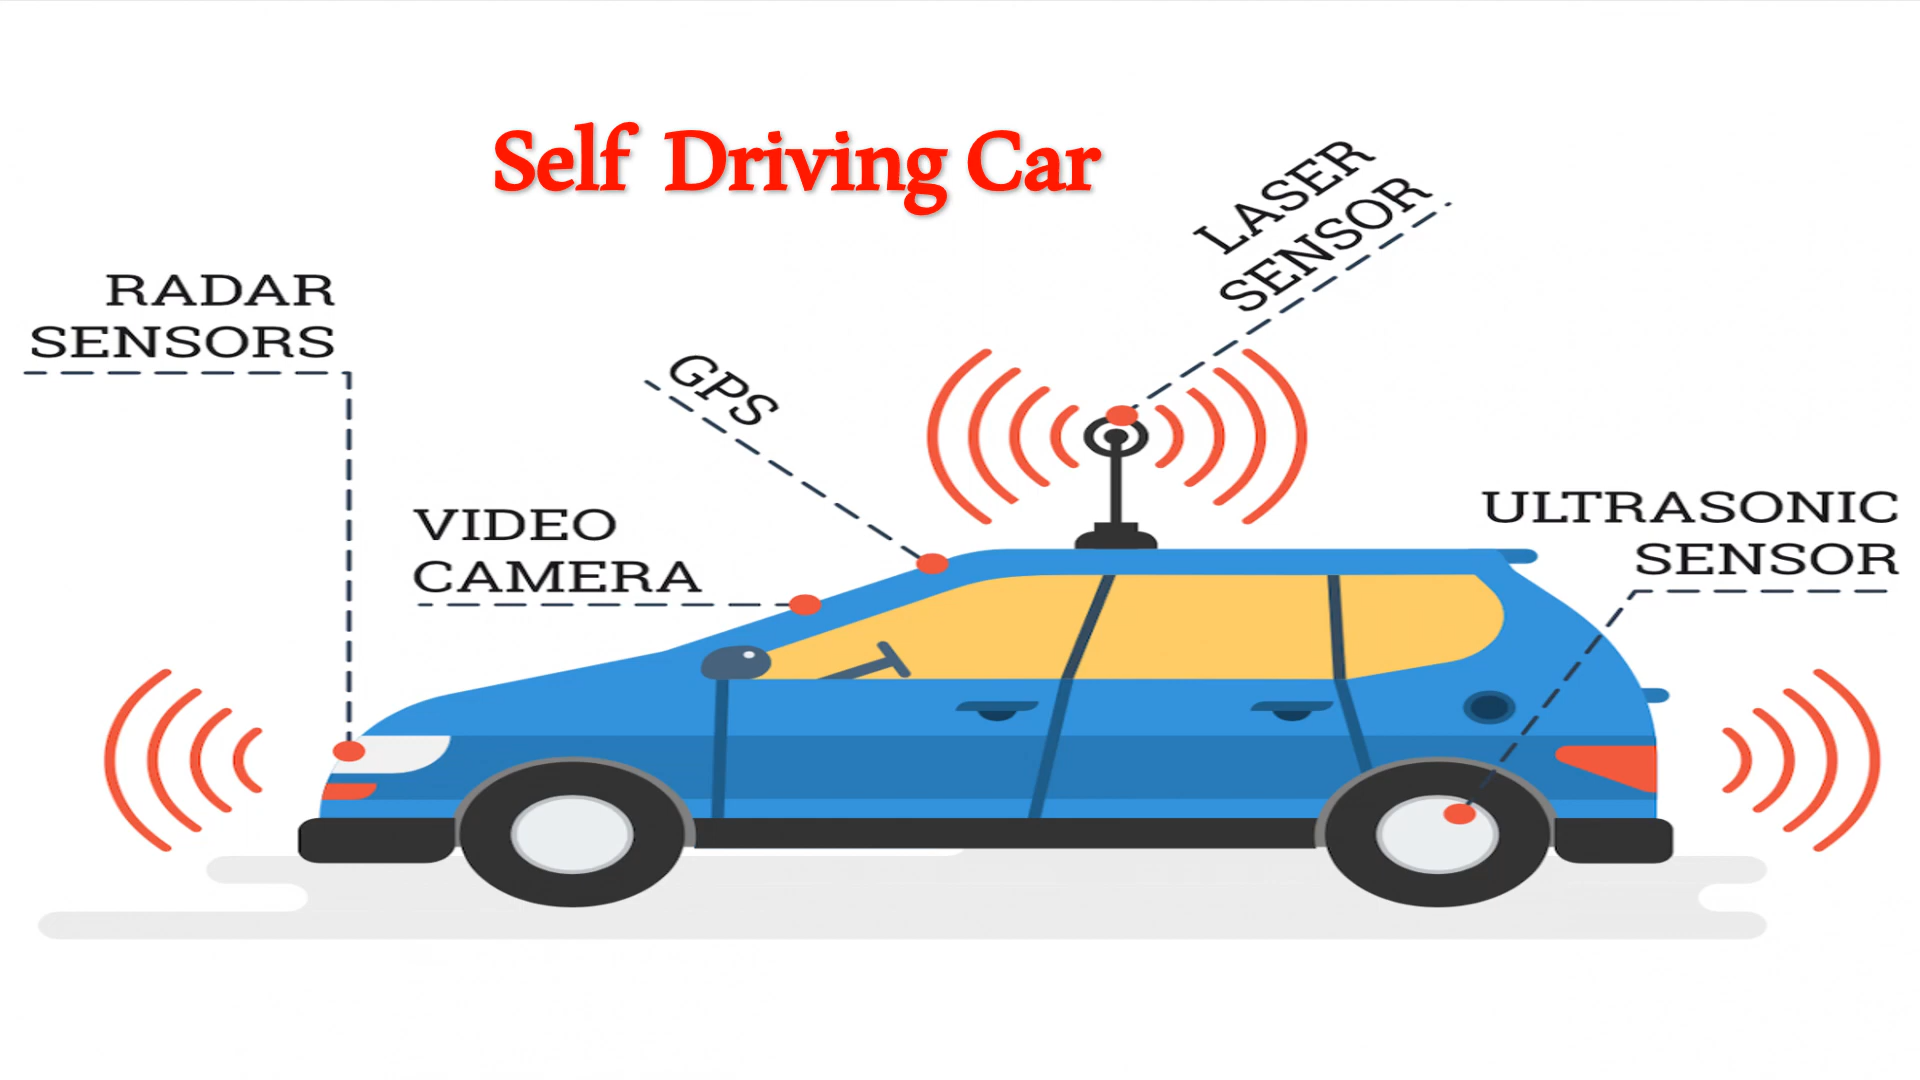 Self Driving Car
LASER
SENSOR
RADAR
SENSORS
GPS
VIDEO
CAMERA
ULTRASONIC
SENSOR